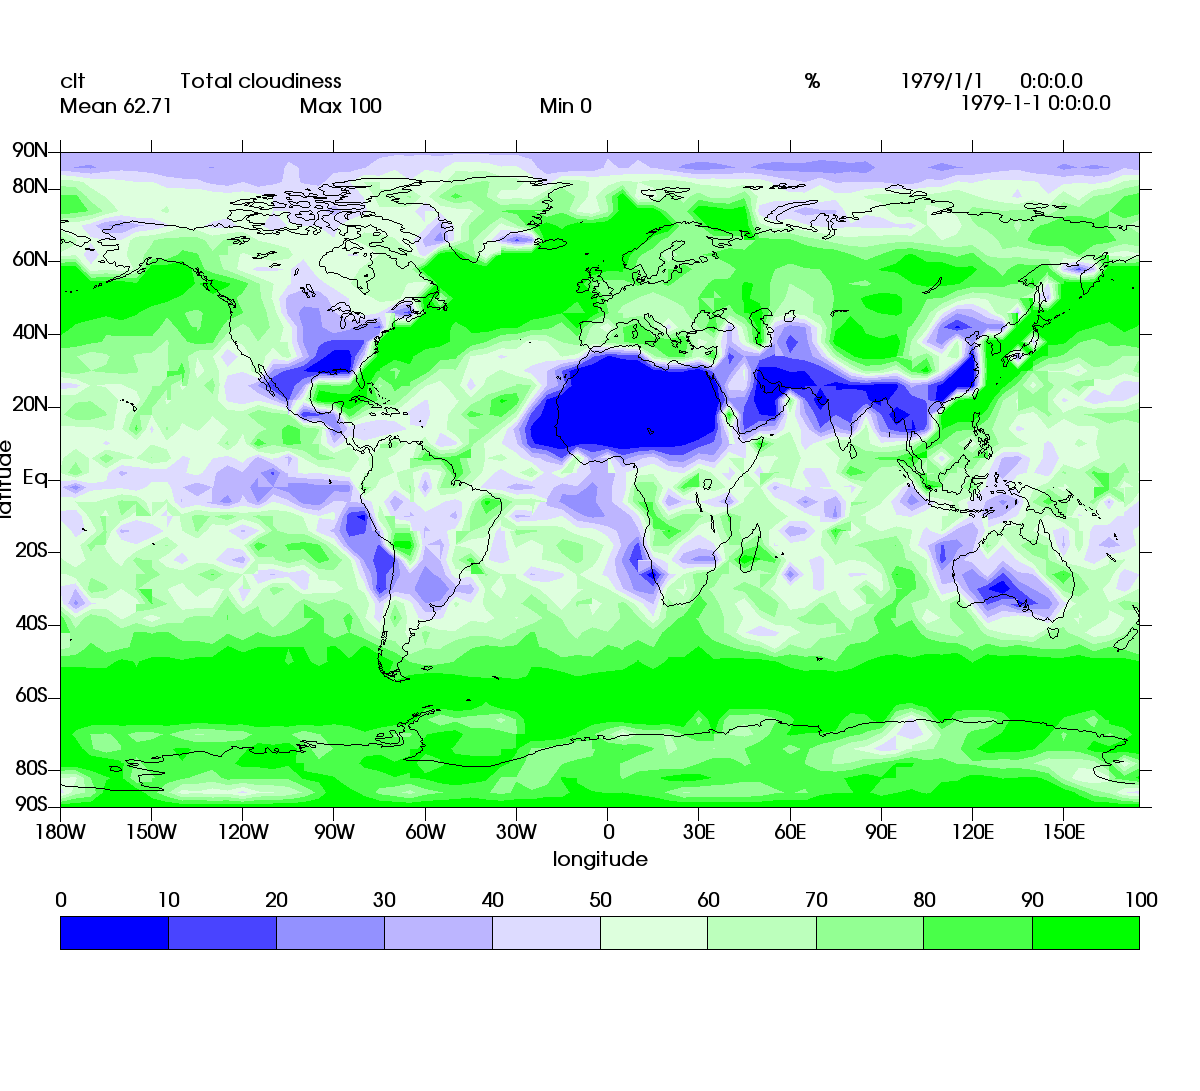 clt Total cloudiness % 1979/1/1 0:0:0.0
Mean 62.71 Max 100 Min 0 1979-1-1 0:0:0.0
90N
80N
60N
40N
20N
Eq
20S
40S
60S
80S
90S
latitude
180W 150W 120W 90W 60W 30W 0 30E 60E 90E 120E 150E
longitude
0 10 20 30 40 50 60 70 80 90 100